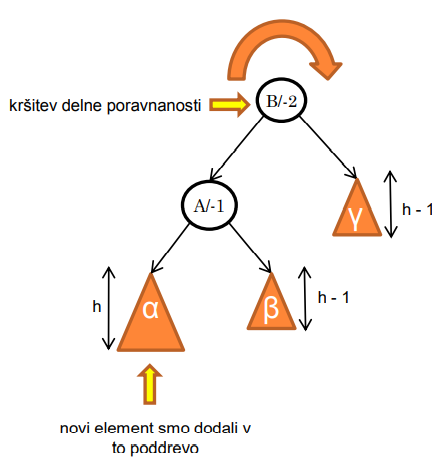 B/-2
kršitev delne poravnanosti
A/-1
γ
h - 1
h
α
β
h - 1
novi element smo dodali v
to poddrevo